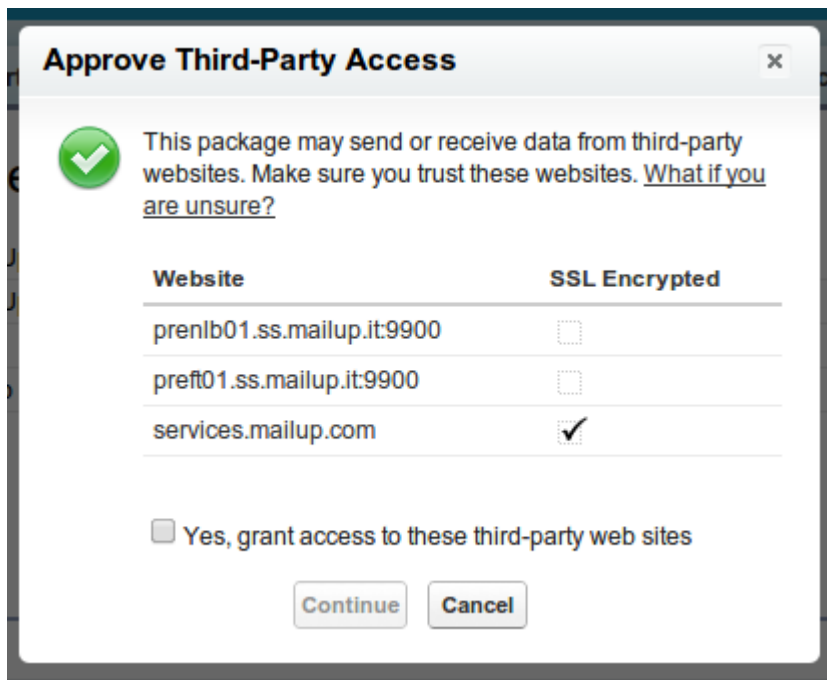 Approve Third-Party Access
This package may send or receive data from third-party
websites. Make sure you trust these websites. What if you
are unsure?
Website SSL Encrypted
prenlb01.ss.mailup.it:9900
preft01.ss.mailup.it:9900
services.mailup.com
Yes, grant access to these third-party web sites
Continue Cancel